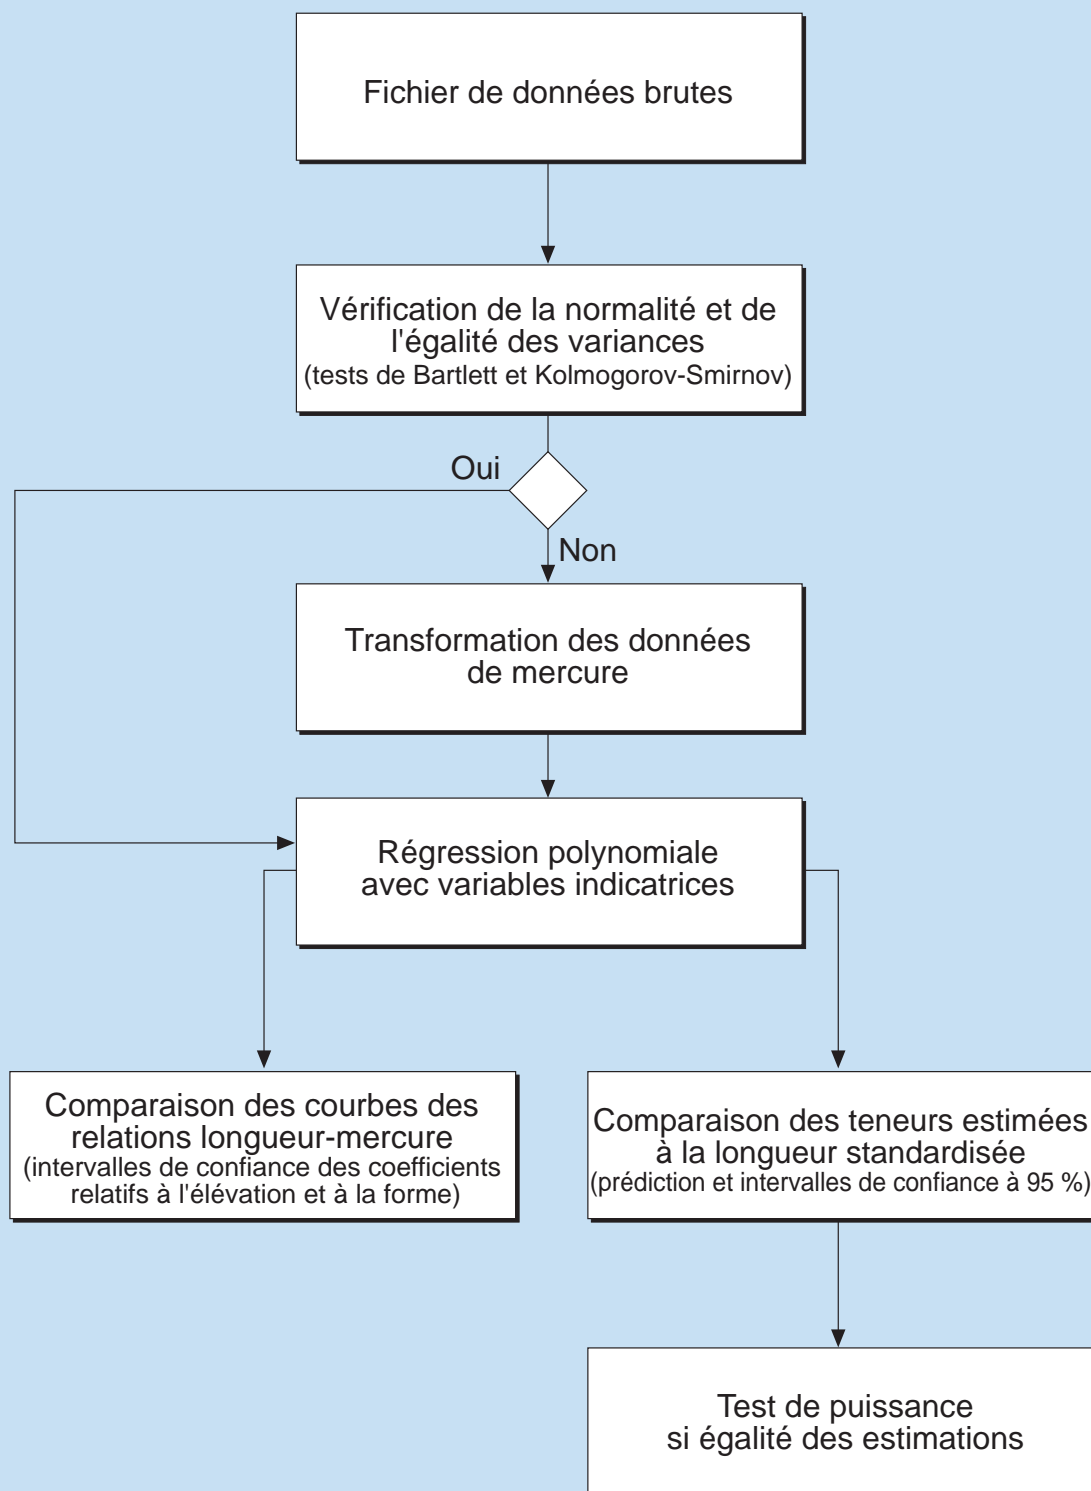 Fichier de données brutes
Vérification de la normalité et de
l'égalité des variances
(tests de Bartlett et Kolmogorov-Smirnov)
Oui
Non
Transformation des données
de mercure
Régression polynomiale
avec variables indicatrices
Comparaison des courbes des
relations longueur-mercure
(intervalles de confiance des coefficients
relatifs à l'élévation et à la forme)
Comparaison des teneurs estimées
à la longueur standardisée
(prédiction et intervalles de confiance à 95 %)
Test de puissance
si égalité des estimations